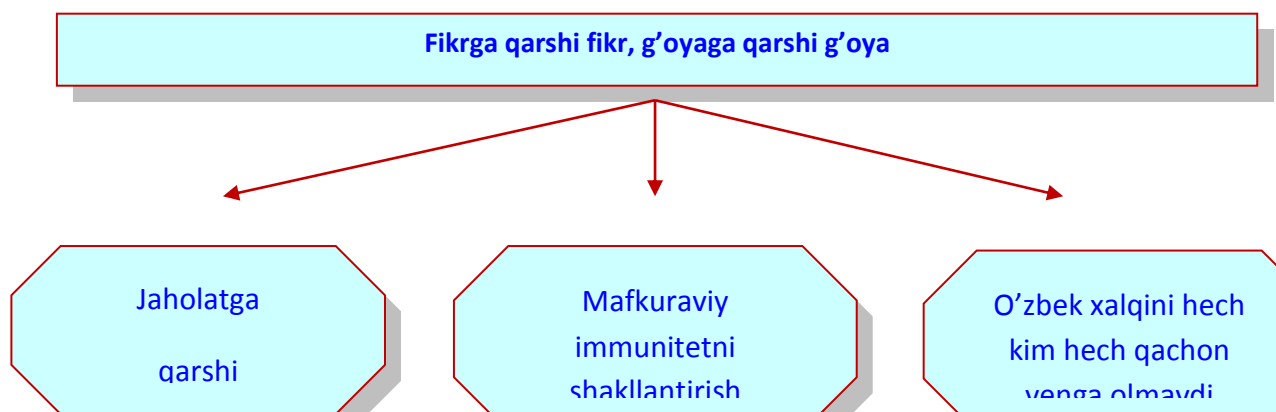 Fikrga qarshi fikr, g’oyaga qarshi g’oya
Jaholatga
qarshi
Mafkuraviy
immunitetni
shakllantirish
O’zbek xalqini hech
kim hech qachon
yenga olmaydi